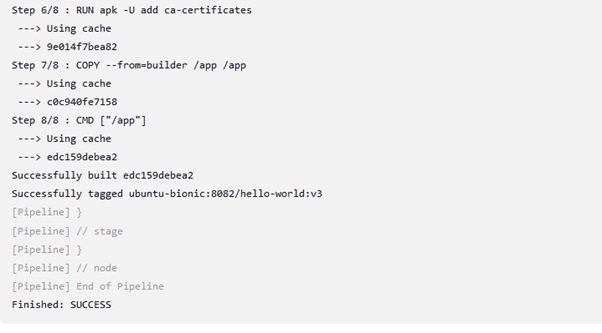 Step 6/8 : RUN apk -U add ca-certificates
---> Using cache
---> 9e014f7bea82
Step 7/8 : COPY --from=builder /app /app
---> Using cache
---> c0c940fe7158
Step 8/8 : CMD ["/app"]
---> Using cache
---> edc159debea2
Successfully built edc159debea2
Successfully tagged ubuntu-bionic:8082/hello-world:v3
[Pipeline] }
[Pipeline] // stage
[Pipeline] }
[Pipeline] // node
[Pipeline] End of Pipeline
Finished: SUCCESS